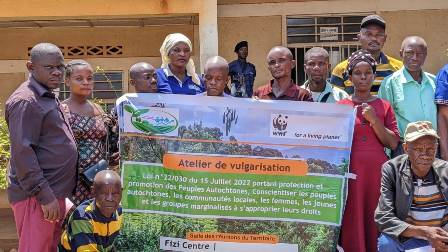 WWF
for a living planet
Atelier de vulgarisation
Loi n°22/030 du 15 Juillet 2022 portant protection et
promotion des Peuples Autochtones, Conscientiser les peuples
autochtones, les communautés locales, les femmes, les jeunes
et les groupes marginalisés à s'approprier leurs droits
Salle des réunions du Territoire
Fizi Centre |